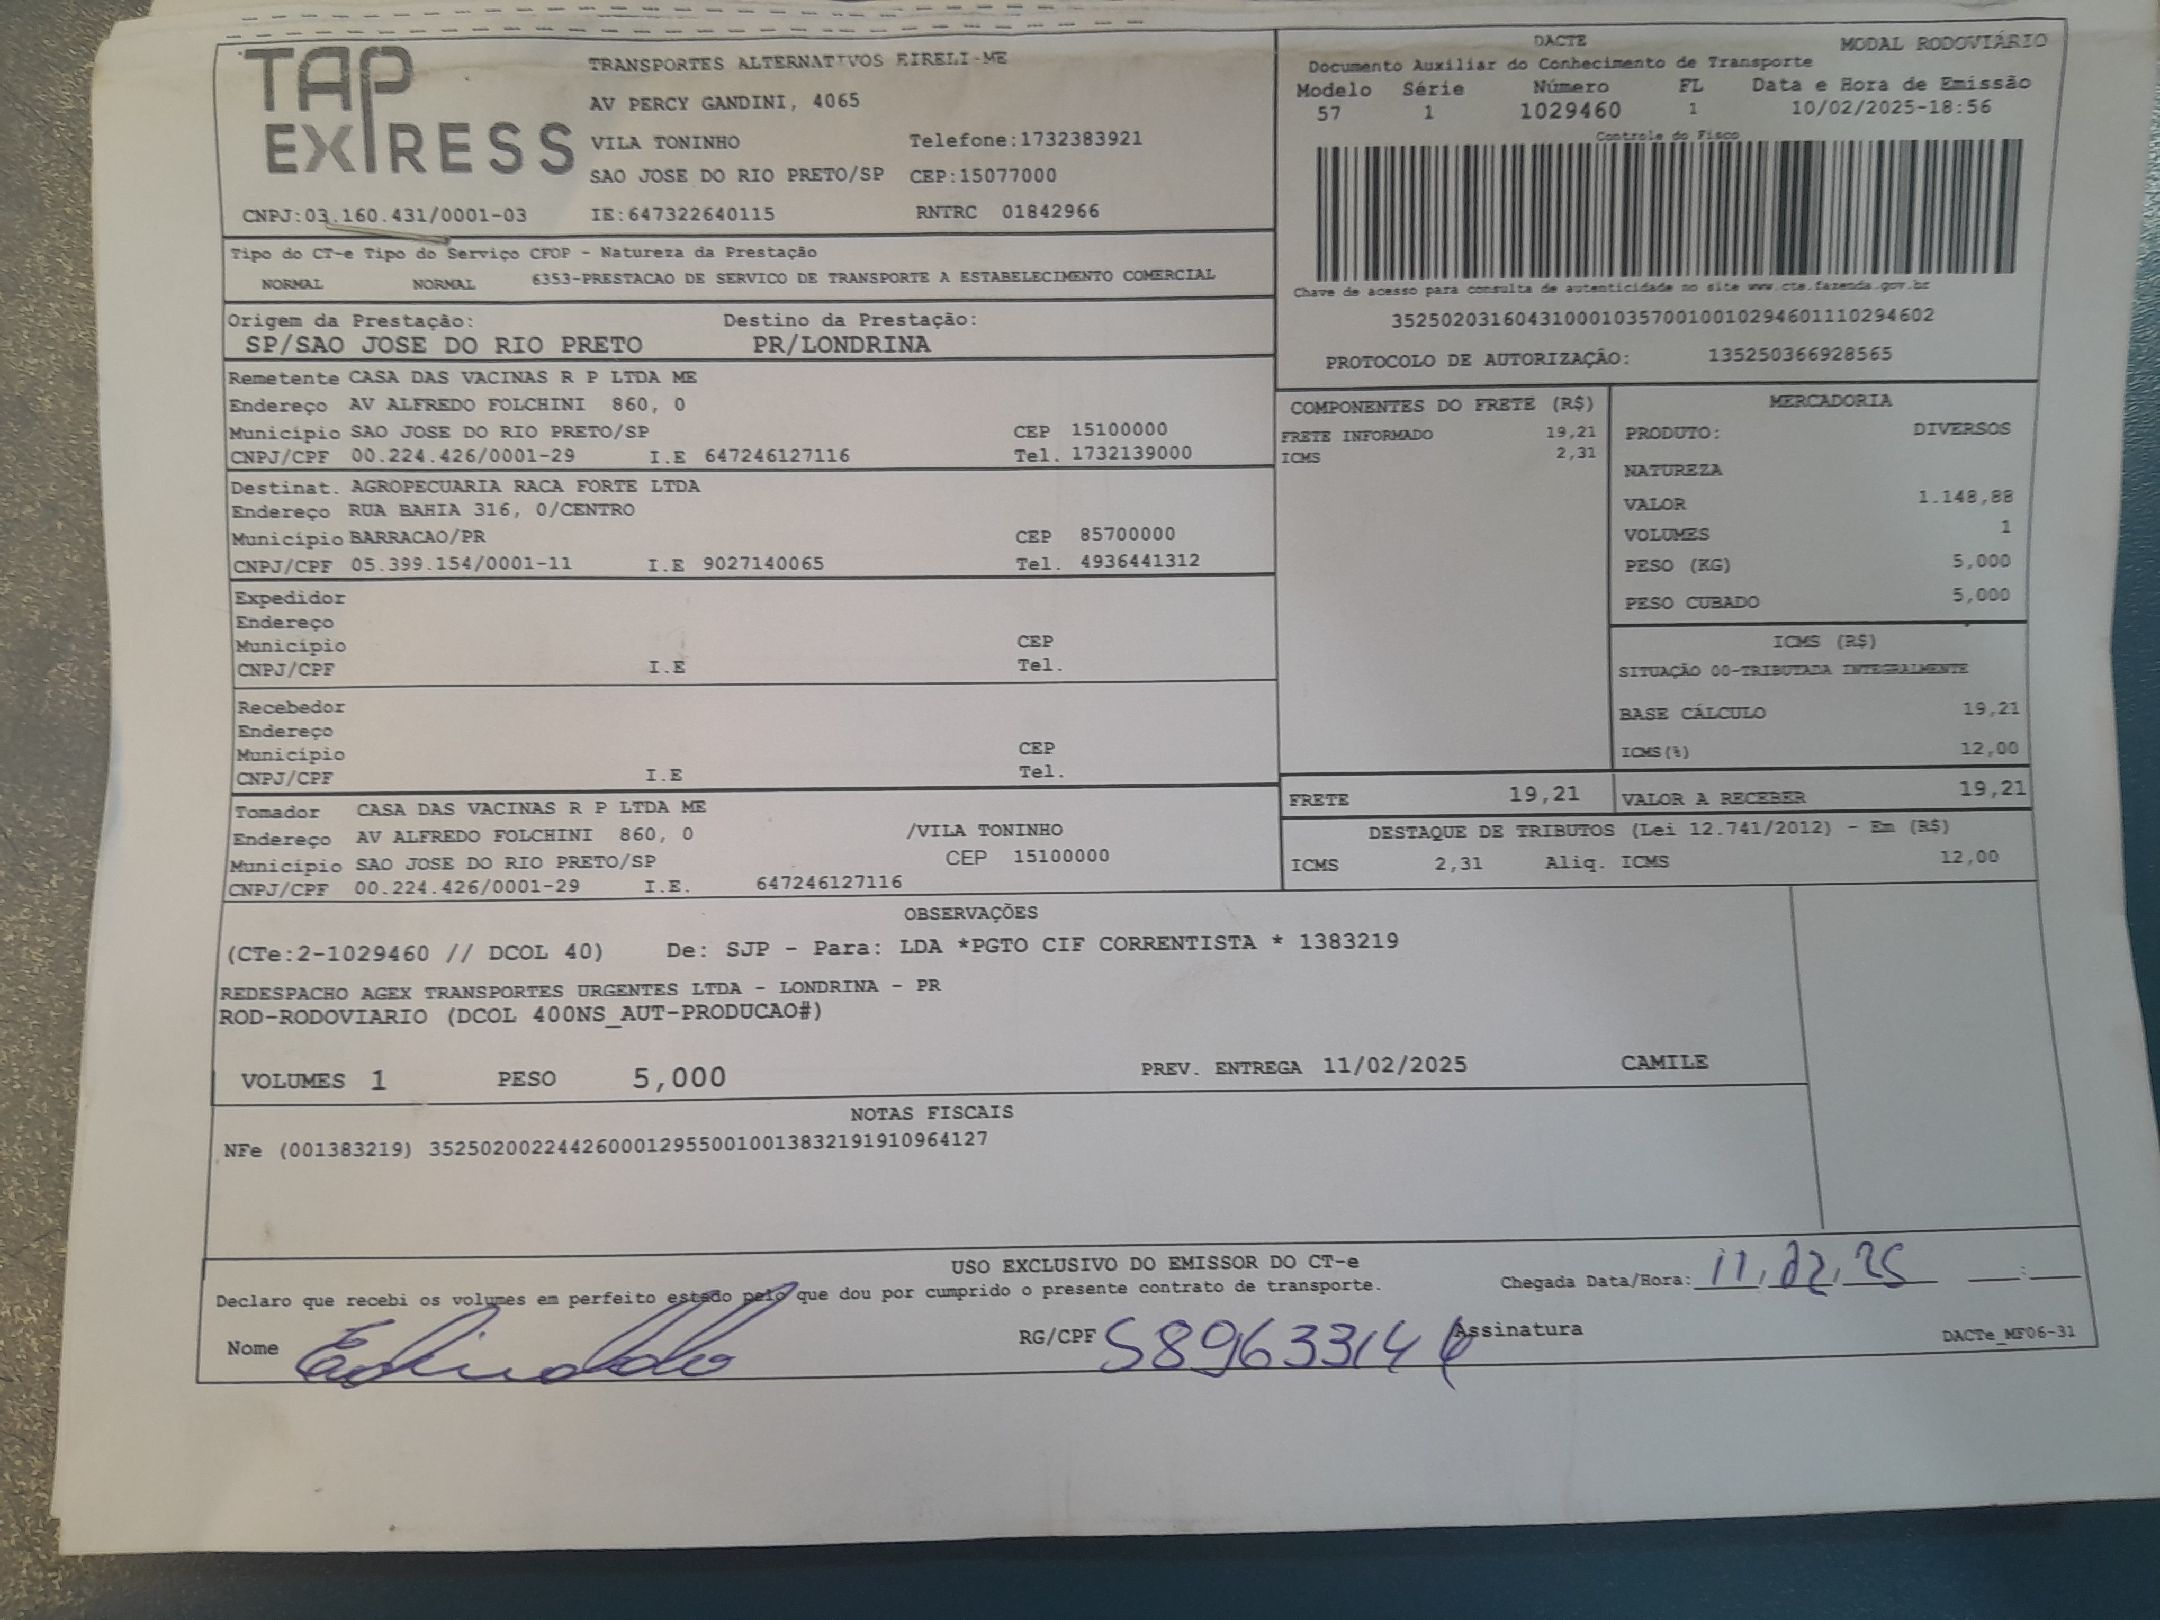 TAP
EXPRESS
TRANSPORTES ALTERNATIVOS EIRELI-ME
AV PERCY GANDINI, 4065
VILA TONINHO Telefone:1732383921
SAO JOSE DO RIO PRETO/SP CEP:15077000
CNPJ:03.160.431/0001-03 IE:647322640115 RNTRC 01842966
DACTE MODAL RODOVIÁRIO
Documento Auxiliar do Conhecimento de Transporte
Modelo Série Número FL Data e Hora de Emissão
57 1 1029460 1 10/02/2025-18:56
Controle do Fisco
Chave de acesso para consulta de autenticidade no site www.cte.fazenda.gov.br
35250203160431000103570010010294601110294602
PROTOCOLO DE AUTORIZAÇÃO: 135250366928565
Tipo do CT-e Tipo do Serviço CFOP - Natureza da Prestação
NORMAL NORMAL 6353-PRESTACAO DE SERVICO DE TRANSPORTE A ESTABELECIMENTO COMERCIAL
Origem da Prestação: Destino da Prestação:
SP/SAO JOSE DO RIO PRETO PR/LONDRINA
Remetente CASA DAS VACINAS R P LTDA ME
Endereço AV ALFREDO FOLCHINI 860, 0
Município SAO JOSE DO RIO PRETO/SP CEP 15100000
CNPJ/CPF 00.224.426/0001-29 I.E 647246127116 Tel. 1732139000
Destinat. AGROPECUARIA RACA FORTE LTDA
Endereço RUA BAHIA 316, 0/CENTRO
Município BARRACAO/PR CEP 85700000
CNPJ/CPF 05.399.154/0001-11 I.E 9027140065 Tel. 4936441312
Expedidor
Endereço
Município CEP
CNPJ/CPF I.E Tel.
Recebedor
Endereço
Município CEP
CNPJ/CPF I.E Tel.
Tomador CASA DAS VACINAS R P LTDA ME
Endereço AV ALFREDO FOLCHINI 860, 0 /VILA TONINHO
Município SAO JOSE DO RIO PRETO/SP CEP 15100000
CNPJ/CPF 00.224.426/0001-29 I.E. 647246127116
COMPONENTES DO FRETE (R$)
FRETE INFORMADO 19,21
ICMS 2,31
MERCADORIA
PRODUTO: DIVERSOS
NATUREZA
VALOR 1.148,88
VOLUMES 1
PESO (KG) 5,000
PESO CUBADO 5,000
ICMS (R$)
SITUAÇÃO 00-TRIBUTADA INTEGRALMENTE
BASE CÁLCULO 19,21
ICMS(%) 12,00
FRETE 19,21 VALOR A RECEBER 19,21
DESTAQUE DE TRIBUTOS (Lei 12.741/2012) - Em (R$)
ICMS 2,31 Aliq. ICMS 12,00
OBSERVAÇÕES
(CTe:2-1029460 // DCOL 40) De: SJP - Para: LDA *PGTO CIF CORRENTISTA * 1383219
REDESPACHO AGEX TRANSPORTES URGENTES LTDA - LONDRINA - PR
ROD-RODOVIARIO (DCOL 400NS_AUT-PRODUCAO#)
VOLUMES 1 PESO 5,000 PREV. ENTREGA 11/02/2025 CAMILE
NOTAS FISCAIS
NFe (001383219) 35250200224426000129550010013832191910964127
USO EXCLUSIVO DO EMISSOR DO CT-e
Declaro que recebi os volumes em perfeito estado pelo que dou por cumprido o presente contrato de transporte. Chegada Data/Hora: 11, 02, 25 __:__
Nome RG/CPF Assinatura DACTe_MF06-31